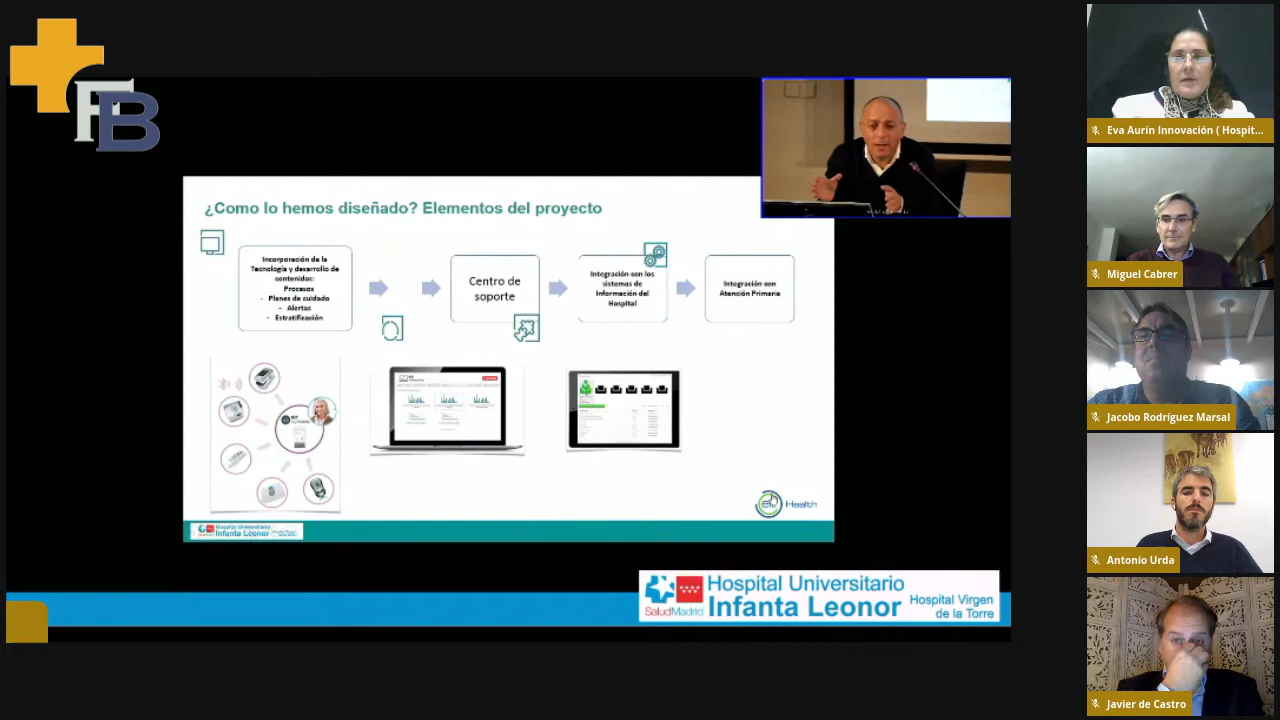 FB
¿Como lo hemos diseñado? Elementos del proyecto
Incorporación de la
Tecnología y desarrollo de
contenidos:
Procesos
- Planes de cuidado
- Alertas
- Estratificación
Centro de
soporte
Integración con los
sistemas de
Información del
Hospital
Integración con
Atención Primaria
Health
Hospital Universitario
Infanta Leonor
SaludMadrid
Hospital Universitario
Infanta Leonor
Hospital Virgen
de la Torre
Eva Aurín Innovación ( Hospit...
Miguel Cabrer
Jacobo Rodríguez Marsal
Antonio Urda
Javier de Castro